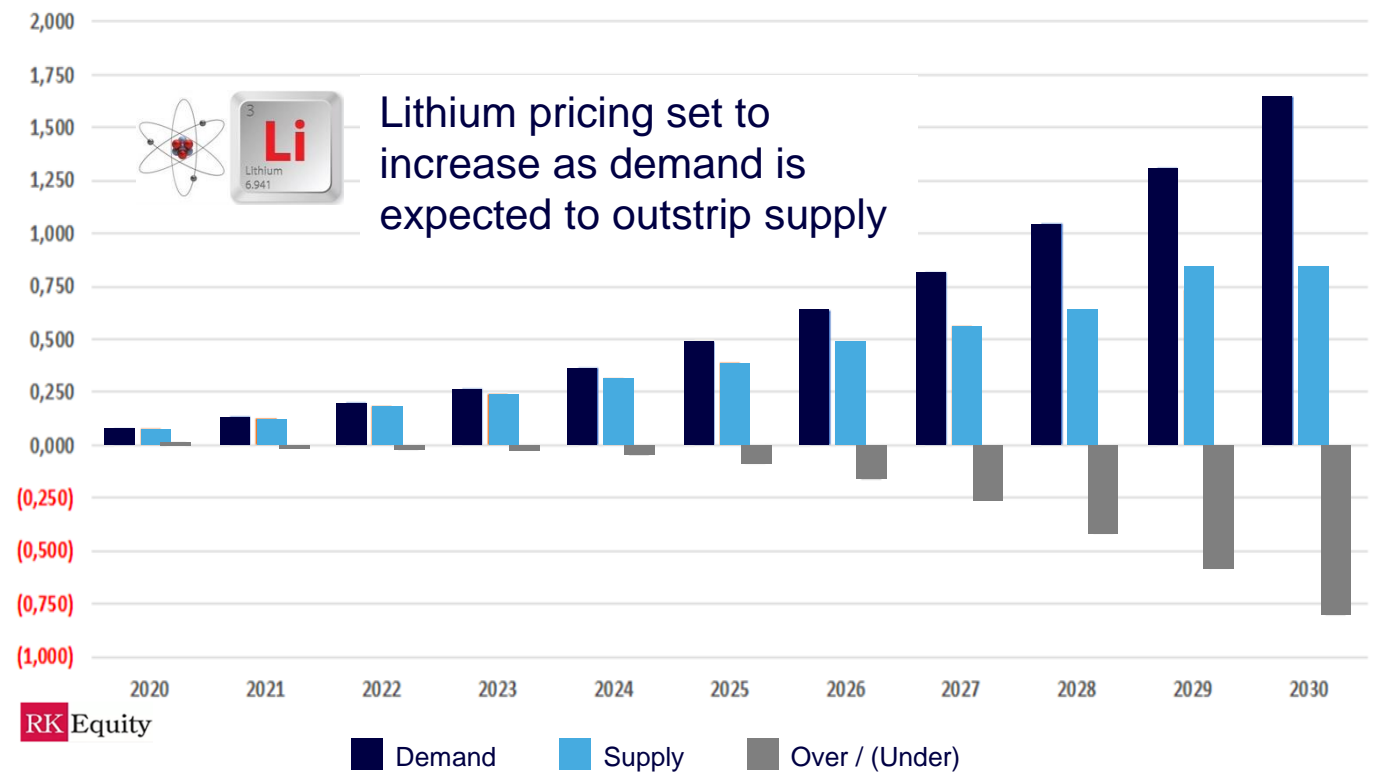 2,000
1,750
1,500
1,250
1,000
0,750
0,500
0,250
0,000
(0,250)
(0,500)
(0,750)
(1,000)
3
Li
Lithium
6.941
Lithium pricing set to
increase as demand is
expected to outstrip supply
2020 2021 2022 2023 2024 2025 2026 2027 2028 2029 2030
RK Equity
Demand Supply Over / (Under)